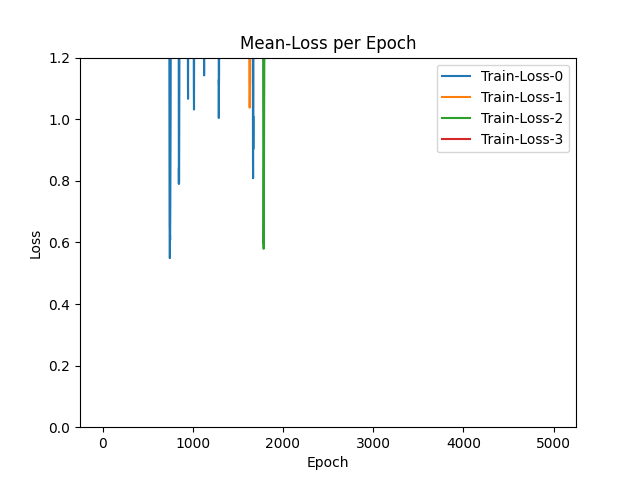 Mean-Loss per Epoch
1.2
1.0
0.8
0.6
0.4
0.2
0.0
Loss
Train-Loss-0
Train-Loss-1
Train-Loss-2
Train-Loss-3
0 1000 2000 3000 4000 5000
Epoch